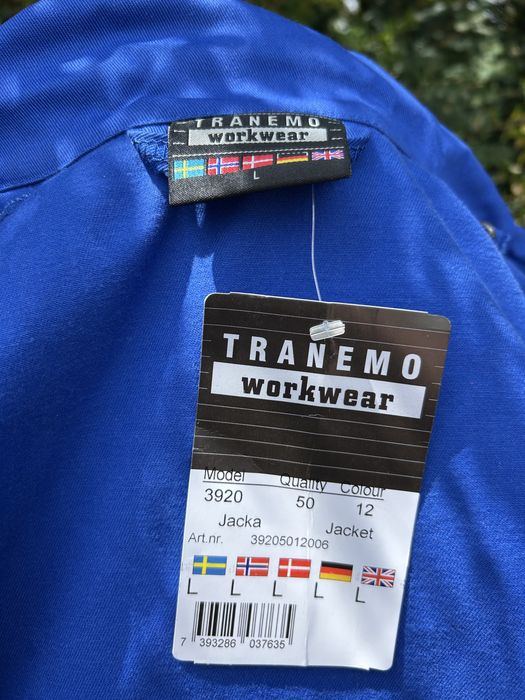 TRANEMO
workwear
L
TRANEMO
workwear
Model Quality Colour
3920 50 12
Jacka Jacket
Art.nr. 39205012006
L L L L L
7 393286 037635